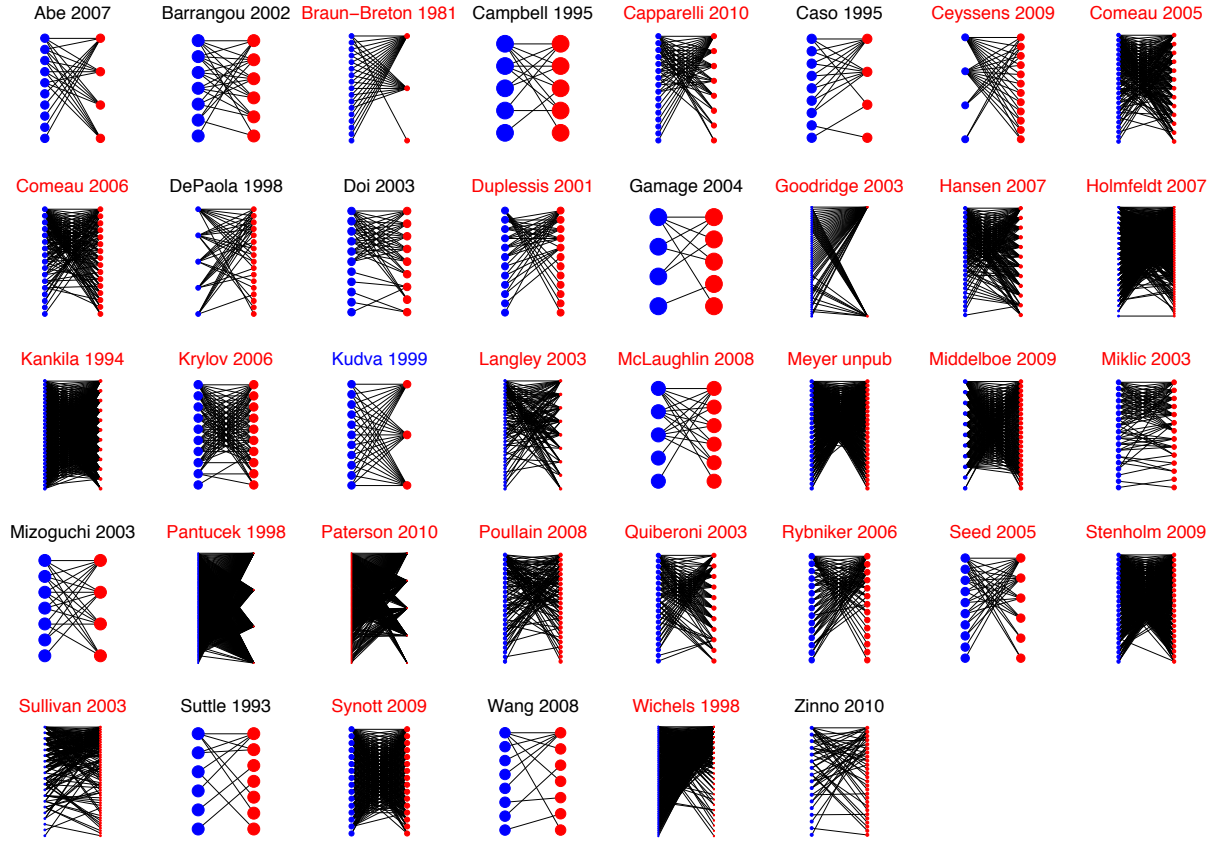 Abe 2007 Barrangou 2002 Braun−Breton 1981 Campbell 1995 Capparelli 2010 Caso 1995 Ceyssens 2009 Comeau 2005
Comeau 2006 DePaola 1998 Doi 2003 Duplessis 2001 Gamage 2004 Goodridge 2003 Hansen 2007 Holmfeldt 2007
Kankila 1994 Krylov 2006 Kudva 1999 Langley 2003 McLaughlin 2008 Meyer unpub Middelboe 2009 Miklic 2003
Mizoguchi 2003 Pantucek 1998 Paterson 2010 Poullain 2008 Quiberoni 2003 Rybniker 2006 Seed 2005 Stenholm 2009
Sullivan 2003 Suttle 1993 Synott 2009 Wang 2008 Wichels 1998 Zinno 2010